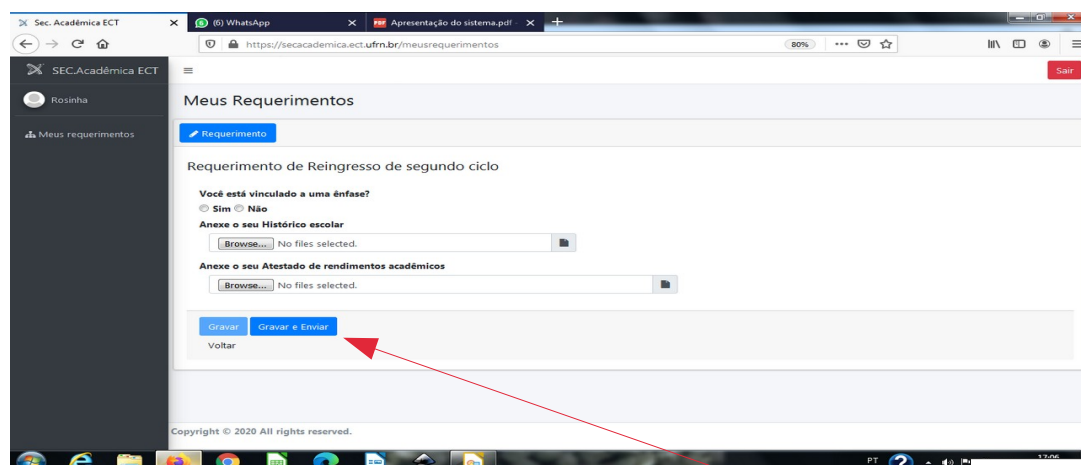 Sec. Acadêmica ECT
(6) WhatsApp
Apresentação do sistema.pdf
https://secacademica.ect.ufrn.br/meusrequerimentos
80%
SEC.Acadêmica ECT
Sair
Rosinha
Meus Requerimentos
Meus requerimentos
Requerimento
Requerimento de Reingresso de segundo ciclo
Você está vinculado a uma ênfase?
Sim Não
Anexe o seu Histórico escolar
Browse... No files selected.
Anexe o seu Atestado de rendimentos acadêmicos
Browse... No files selected.
Gravar Gravar e Enviar
Voltar
Copyright © 2020 All rights reserved.
PT
17:06